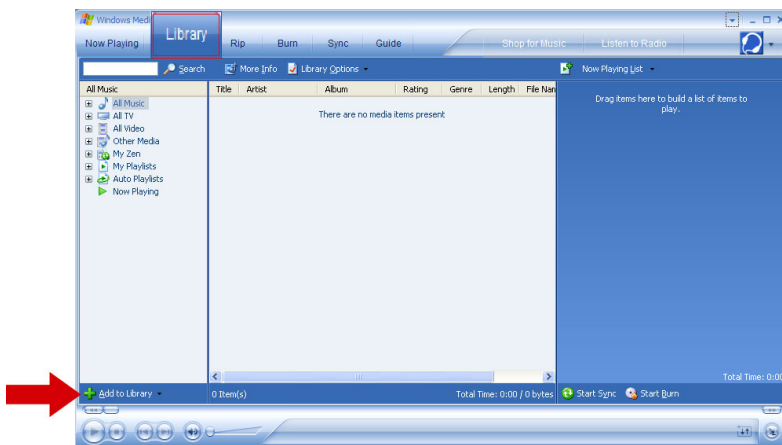 Windows Medi
Now Playing Library Rip Burn Sync Guide Shop for Music Listen to Radio
Search More Info Library Options Now Playing List
All Music Title Artist Album Rating Genre Length File Nan
All Music
All TV
All Video
Other Media
My Zen
My Playlists
Auto Playlists
Now Playing
There are no media items present
Drag items here to build a list of items to
play.
Total Time: 0:00
Add to Library 0 Item(s) Total Time: 0:00 / 0 bytes Start Sync Start Burn